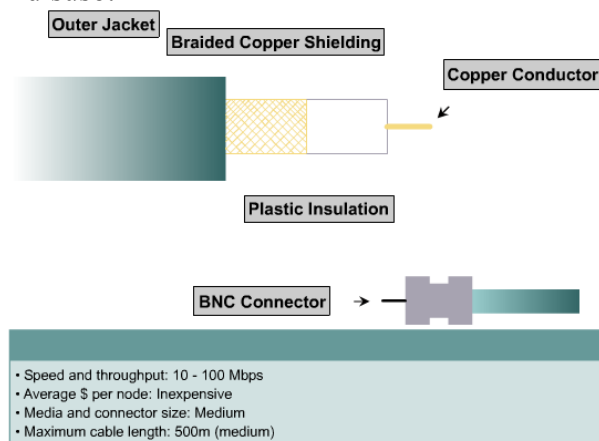 Outer Jacket
Braided Copper Shielding
Copper Conductor
Plastic Insulation
BNC Connector
• Speed and throughput: 10 - 100 Mbps
• Average $ per node: Inexpensive
• Media and connector size: Medium
• Maximum cable length: 500m (medium)